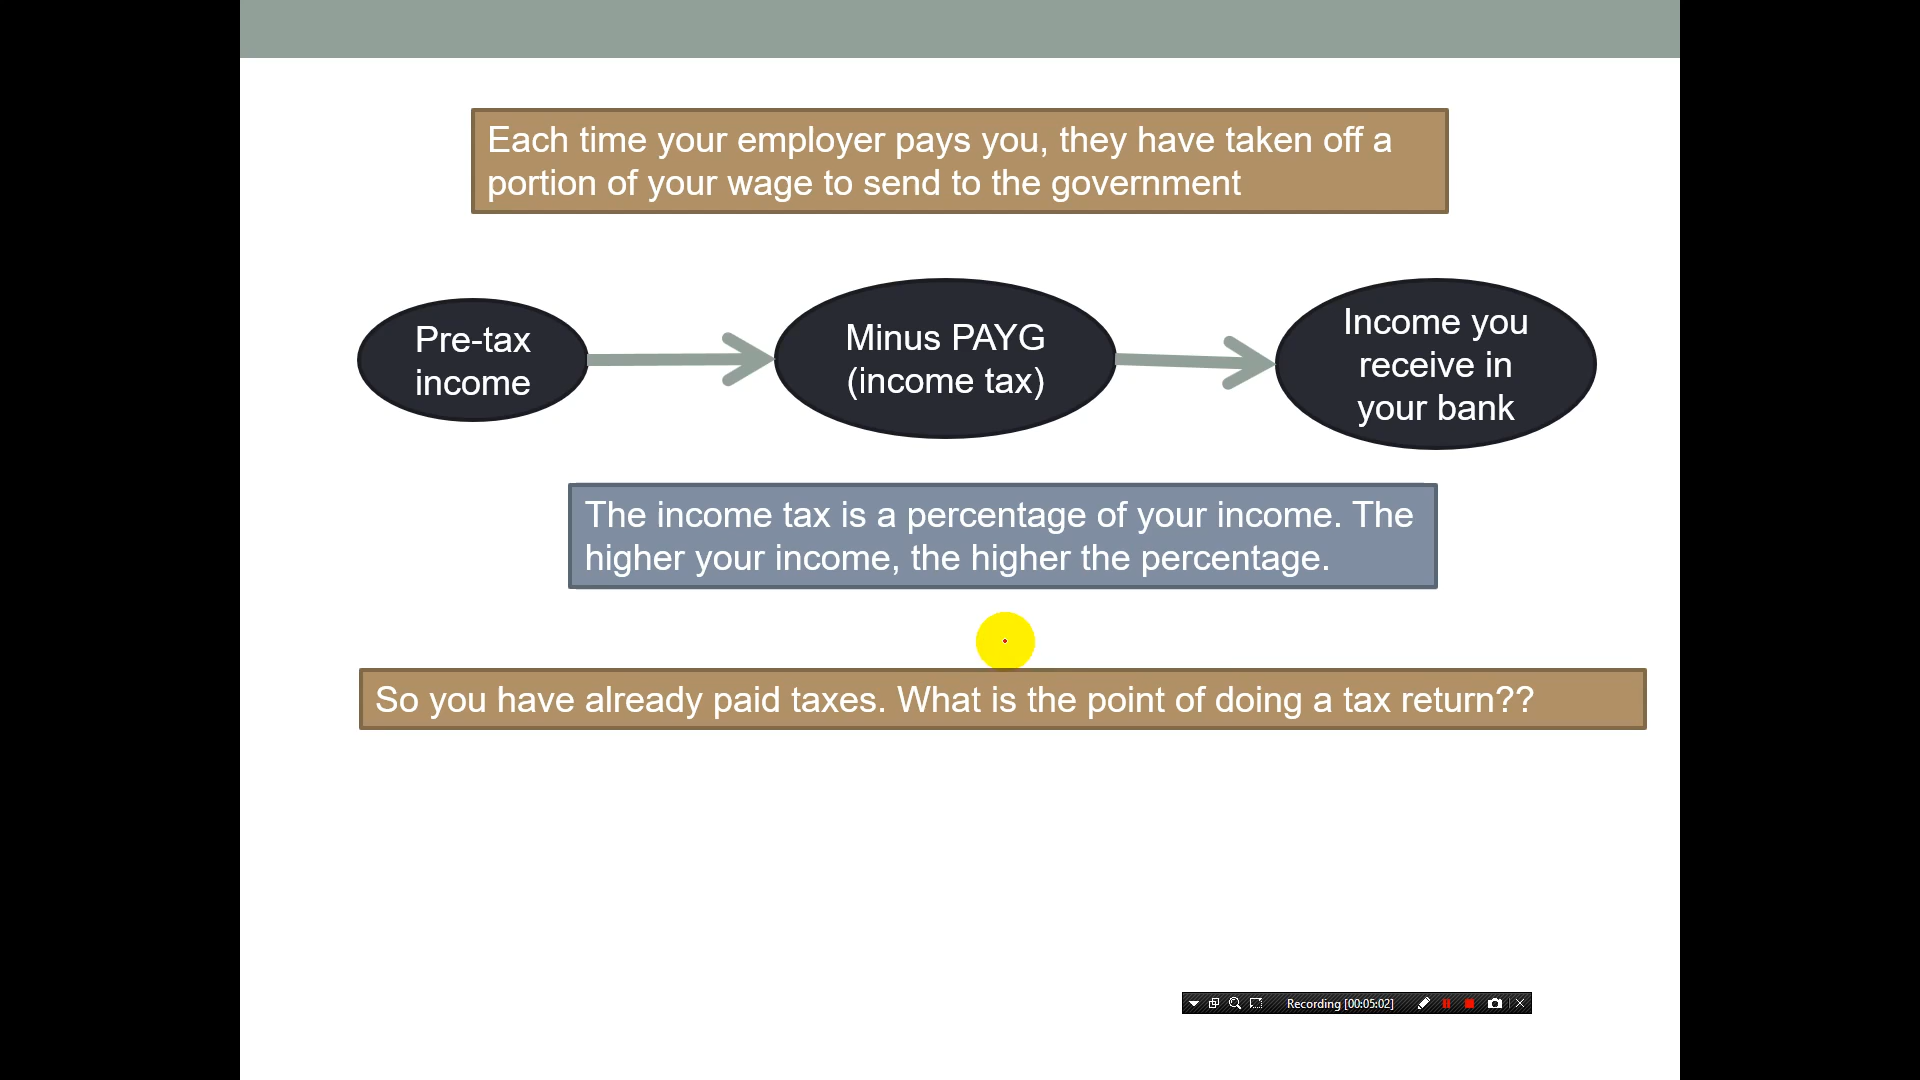 Each time your employer pays you, they have taken off a
portion of your wage to send to the government
Pre-tax
income
Minus PAYG
(income tax)
Income you
receive in
your bank
The income tax is a percentage of your income. The
higher your income, the higher the percentage.
So you have already paid taxes. What is the point of doing a tax return??
Recording [00:05:02]